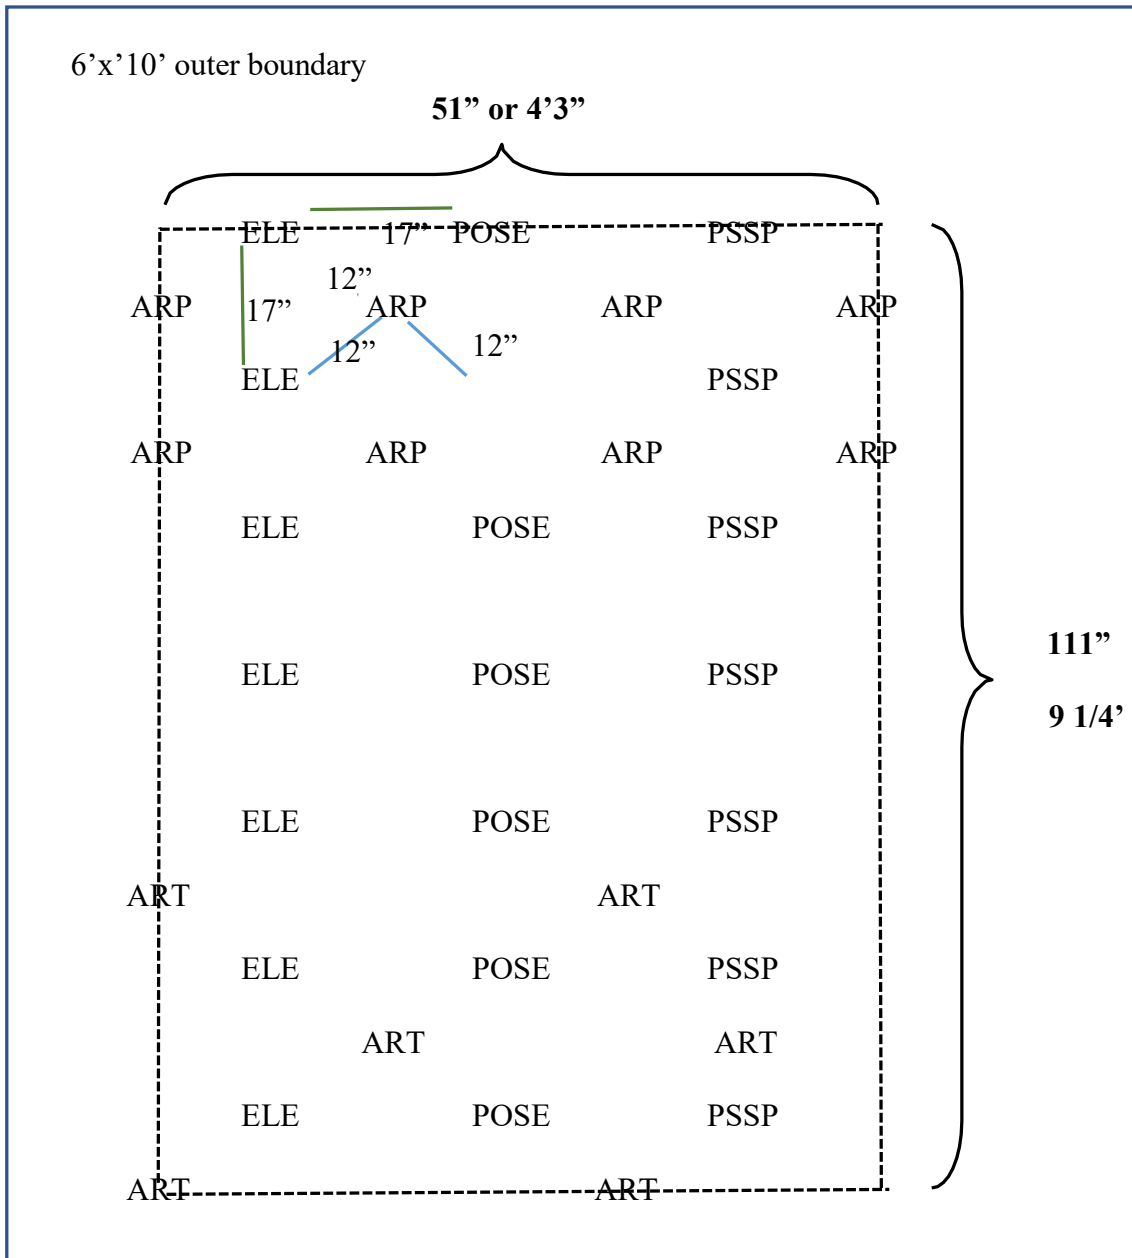 6’x’10’ outer boundary
51” or 4’3”
ELE 17” POSE PSSP
12”
ARP 17” ARP ARP ARP
12” 12”
ELE PSSP
ARP ARP ARP ARP
ELE POSE PSSP
111”
ELE POSE PSSP
9 1/4’
ELE POSE PSSP
ART ART
ELE POSE PSSP
ART ART
ELE POSE PSSP
ART ART